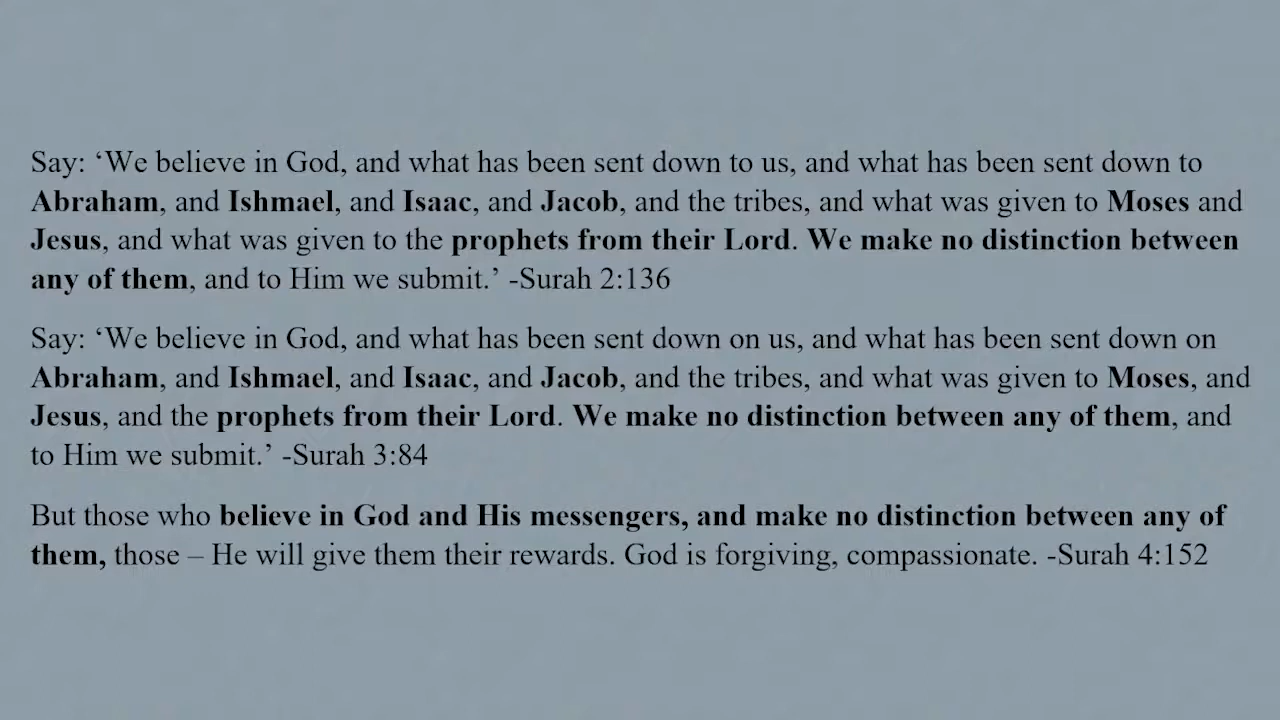 Say: ‘We believe in God, and what has been sent down to us, and what has been sent down to
Abraham, and Ishmael, and Isaac, and Jacob, and the tribes, and what was given to Moses and
Jesus, and what was given to the prophets from their Lord. We make no distinction between
any of them, and to Him we submit.’ -Surah 2:136
Say: ‘We believe in God, and what has been sent down on us, and what has been sent down on
Abraham, and Ishmael, and Isaac, and Jacob, and the tribes, and what was given to Moses, and
Jesus, and the prophets from their Lord. We make no distinction between any of them, and
to Him we submit.’ -Surah 3:84
But those who believe in God and His messengers, and make no distinction between any of
them, those – He will give them their rewards. God is forgiving, compassionate. -Surah 4:152